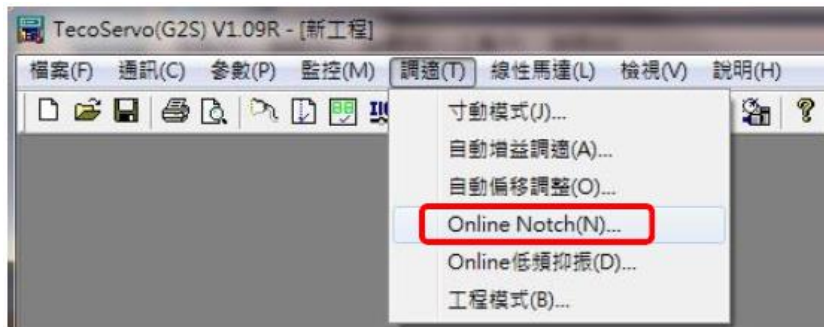 TecoServo(G2S) V1.09R - [新工程]
檔案(F) 通訊(C) 參數(P) 監控(M) 調適(T) 線性馬達(L) 檢視(V) 說明(H)
寸動模式(J)...
自動增益調適(A)...
自動偏移調整(O)...
Online Notch(N)...
Online低頻抑振(D)...
工程模式(B)...